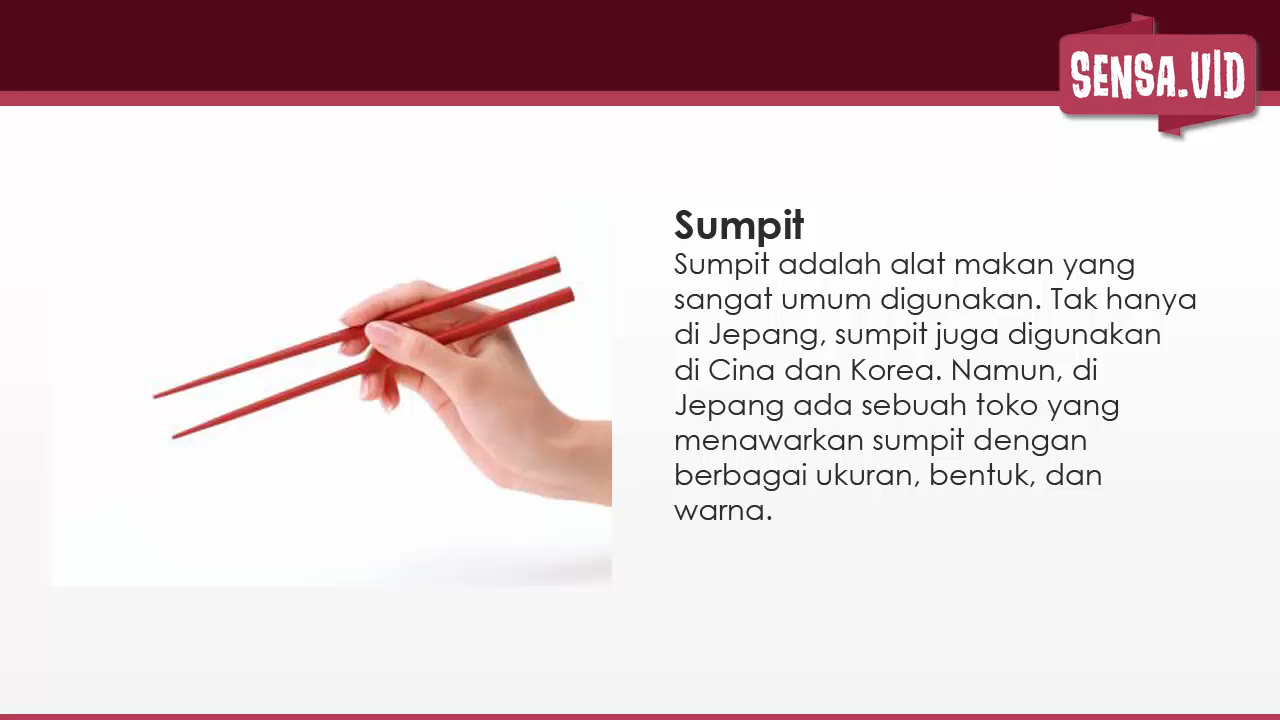 SENSA.VID
Sumpit
Sumpit adalah alat makan yang
sangat umum digunakan. Tak hanya
di Jepang, sumpit juga digunakan
di Cina dan Korea. Namun, di
Jepang ada sebuah toko yang
menawarkan sumpit dengan
berbagai ukuran, bentuk, dan
warna.